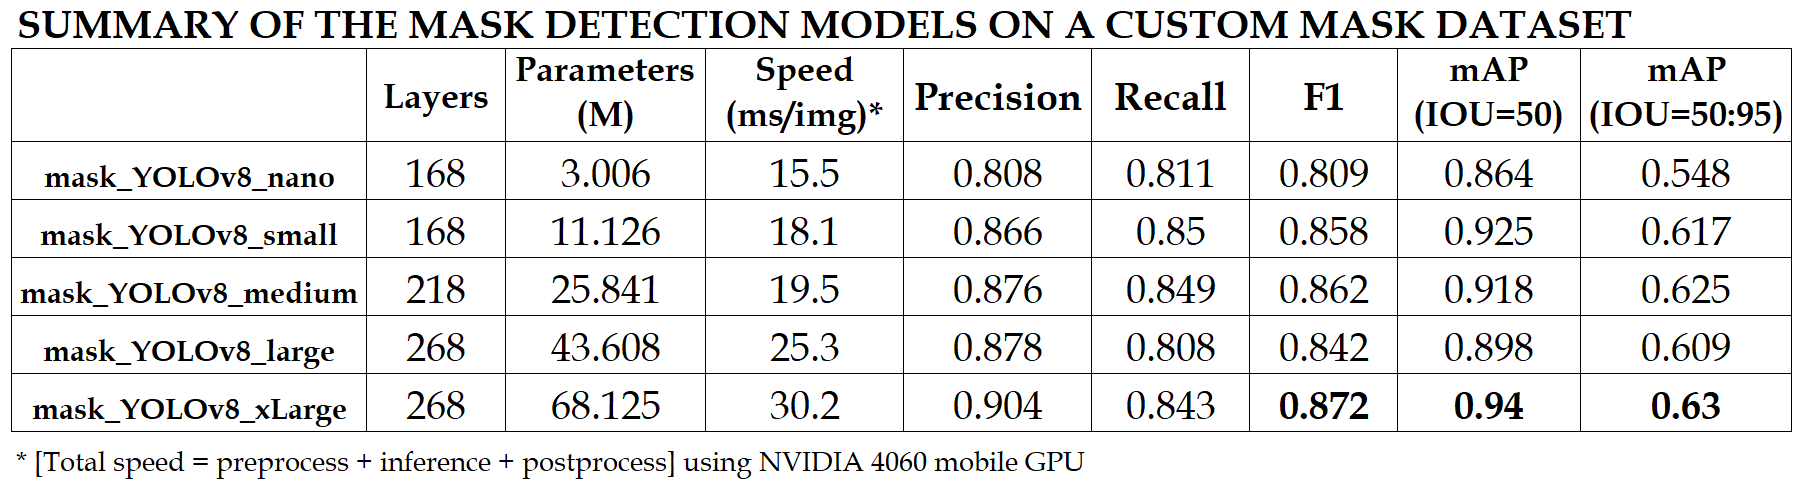 SUMMARY OF THE MASK DETECTION MODELS ON A CUSTOM MASK DATASET
Layers Parameters (M) Speed (ms/img)* Precision Recall F1 mAP (IOU=50) mAP (IOU=50:95)
mask_YOLOv8_nano 168 3.006 15.5 0.808 0.811 0.809 0.864 0.548
mask_YOLOv8_small 168 11.126 18.1 0.866 0.85 0.858 0.925 0.617
mask_YOLOv8_medium 218 25.841 19.5 0.876 0.849 0.862 0.918 0.625
mask_YOLOv8_large 268 43.608 25.3 0.878 0.808 0.842 0.898 0.609
mask_YOLOv8_xLarge 268 68.125 30.2 0.904 0.843 0.872 0.94 0.63
* [Total speed = preprocess + inference + postprocess] using NVIDIA 4060 mobile GPU